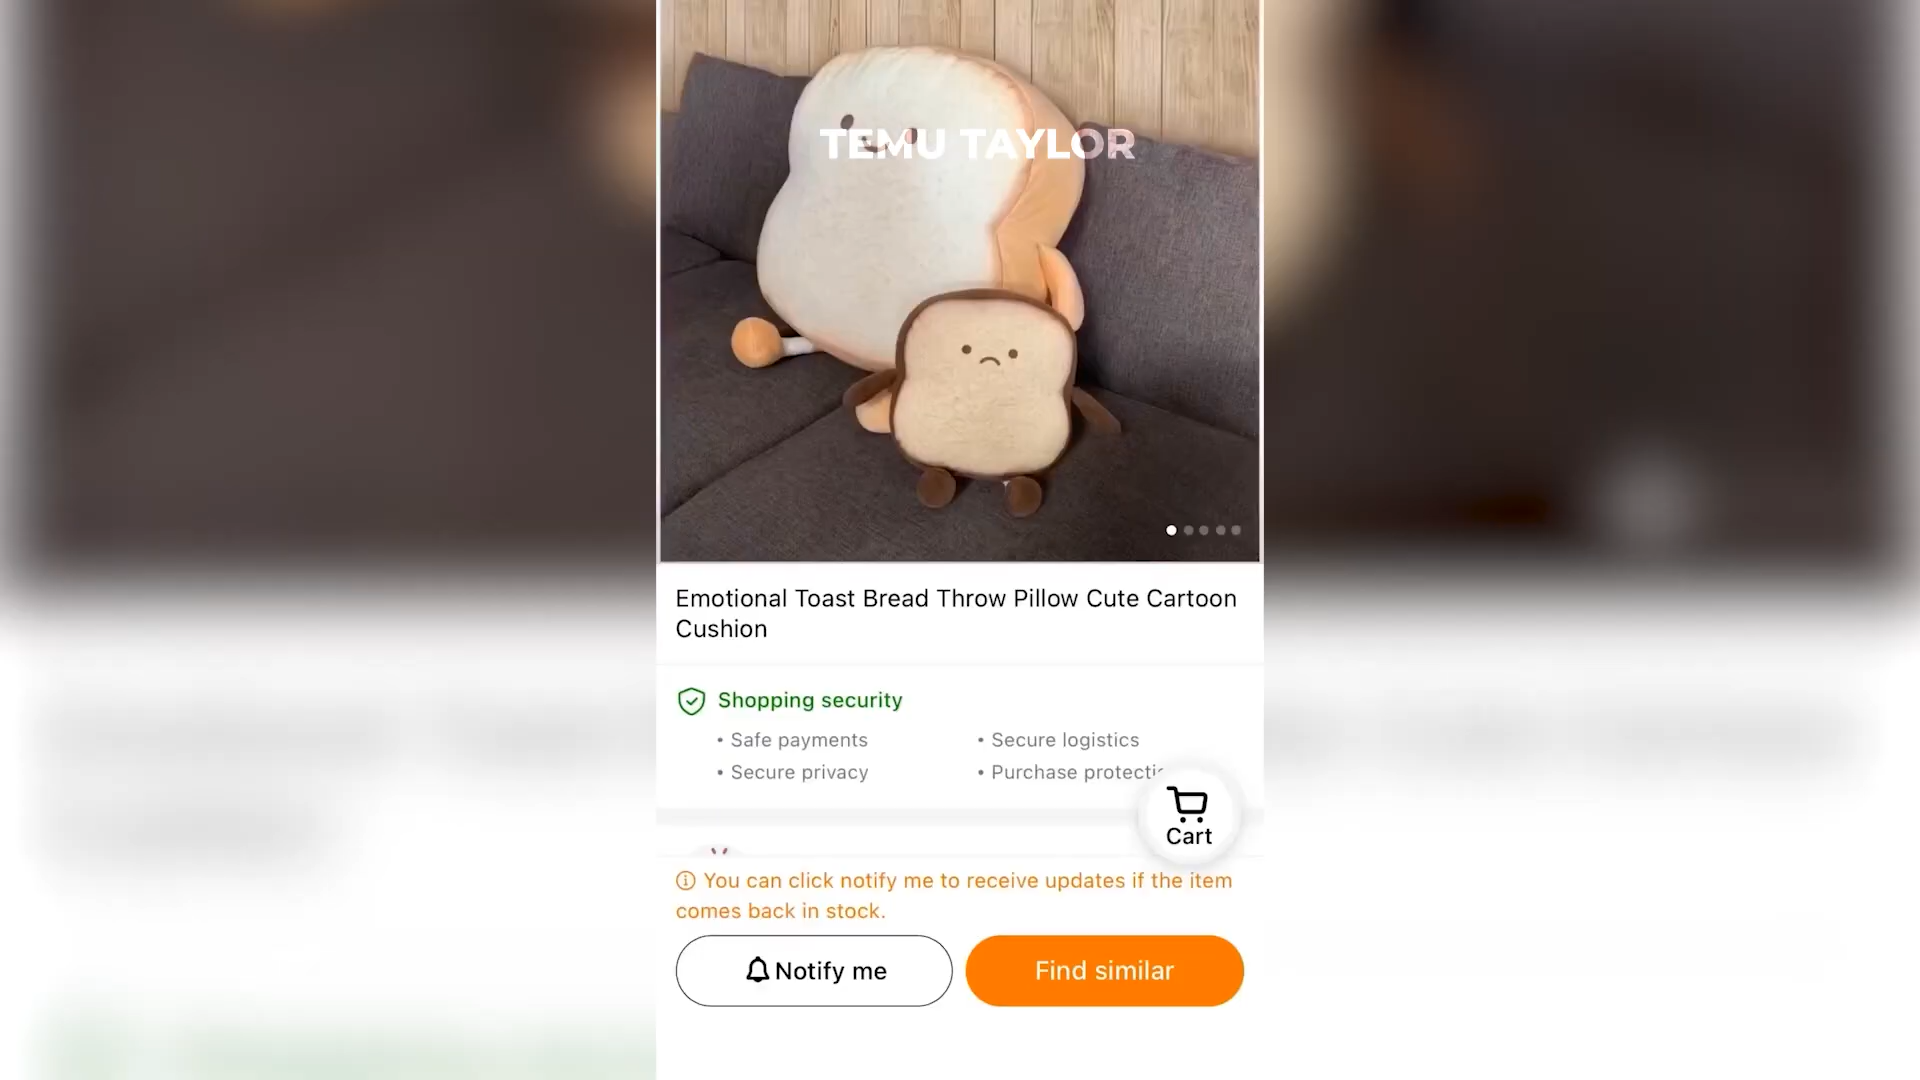 TEMU TAYLOR
Emotional Toast Bread Throw Pillow Cute Cartoon
Cushion
Shopping security
• Safe payments
• Secure logistics
• Secure privacy
• Purchase
Cart
You can click notify me to receive updates if the item
comes back in stock.
Notify me
Find similar